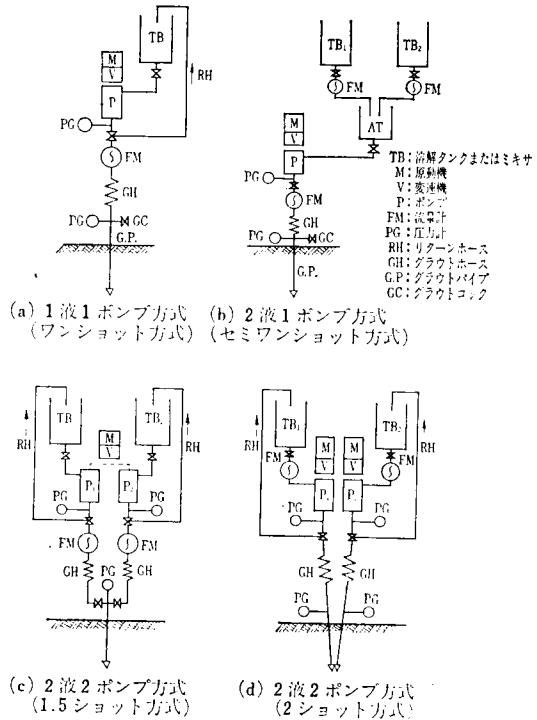 TB
M
V
P
RH
PG
FM
GH
PG
GC
G.P.
(a) 1液1ポンプ方式
(ワンショット方式)
TB₁
TB₂
FM
FM
AT
M
V
P
PG
FM
GH
PG
GC
G.P.
(b) 2液1ポンプ方式
(セミワンショット方式)
TB:溶解タンクまたはミキサ
M:原動機
V:変速機
P:ポンプ
FM:流量計
PG:圧力計
RH:リターンホース
GH:グラウトホース
G.P:グラウトパイプ
GC:グラウトコック
TB
TB
RH
RH
M
V
P
P
PG
PG
FM
FM
GH
GH
PG
(c) 2液2ポンプ方式
(1.5ショット方式)
TB₁
TB
RH
RH
FM
FM
M
V
M
V
P
P
PG
PG
GH
GH
PG
PG
(d) 2液2ポンプ方式
(2ショット方式)